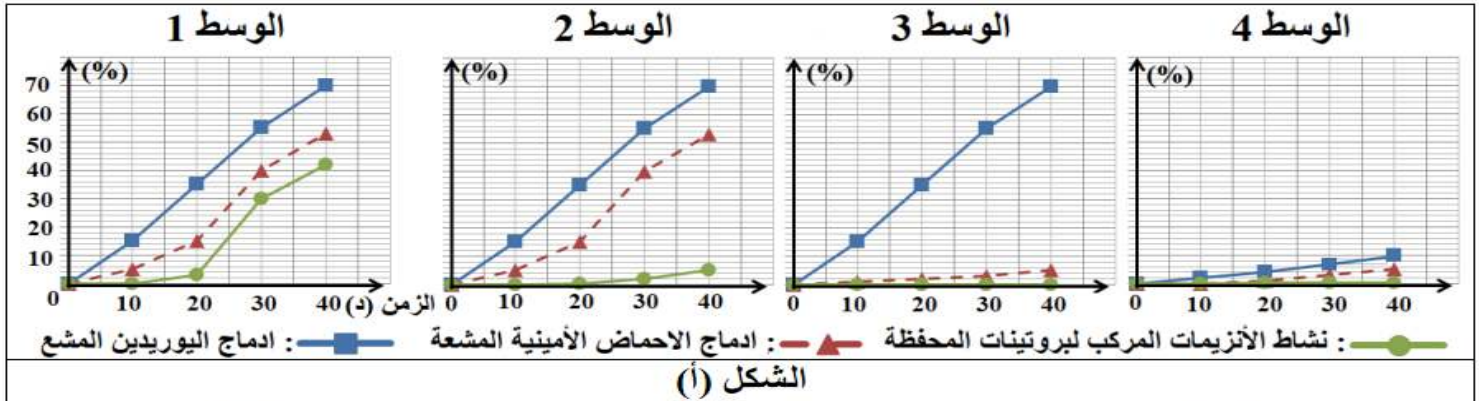 الوسط 1
الوسط 2
الوسط 3
الوسط 4
(%)
(%)
(%)
(%)
70
60
50
40
30
20
10
0
10 20 30 40 الزمن (د)
0 10 20 30 40
0 10 20 30 40
0 10 20 30 40
: ادماج اليوريدين المشع
: ادماج الاحماض الأمينية المشعة
: نشاط الأنزيمات المركب لبروتينات المحفظة
الشكل (أ)